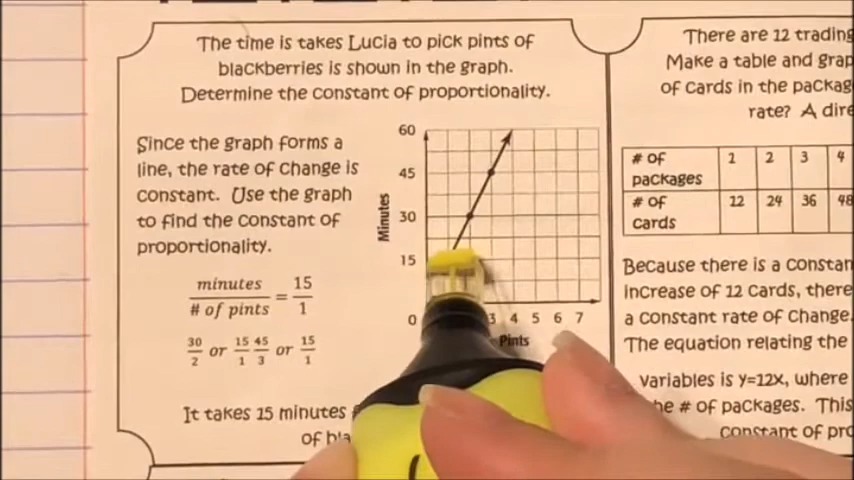 The time is takes Lucia to pick pints of
blackberries is shown in the graph.
Determine the constant of proportionality.
Since the graph forms a
line, the rate of change is
constant. Use the graph
to find the constant of
proportionality.
minutes / # of pints = 15/1
30/2 or 15/1 45/3 or 15/1
It takes 15 minutes
of
60
45
30
15
0
Minutes
3 4 5 6 7
Pints
There are 12 trading
Make a table and grap
of cards in the packag
rate? A dire
# of packages 1 2 3 4
# of cards 12 24 36 48
Because there is a constan
increase of 12 cards, there
a constant rate of change.
The equation relating the
variables is y=12x, where
the # of packages. This
constant of pro